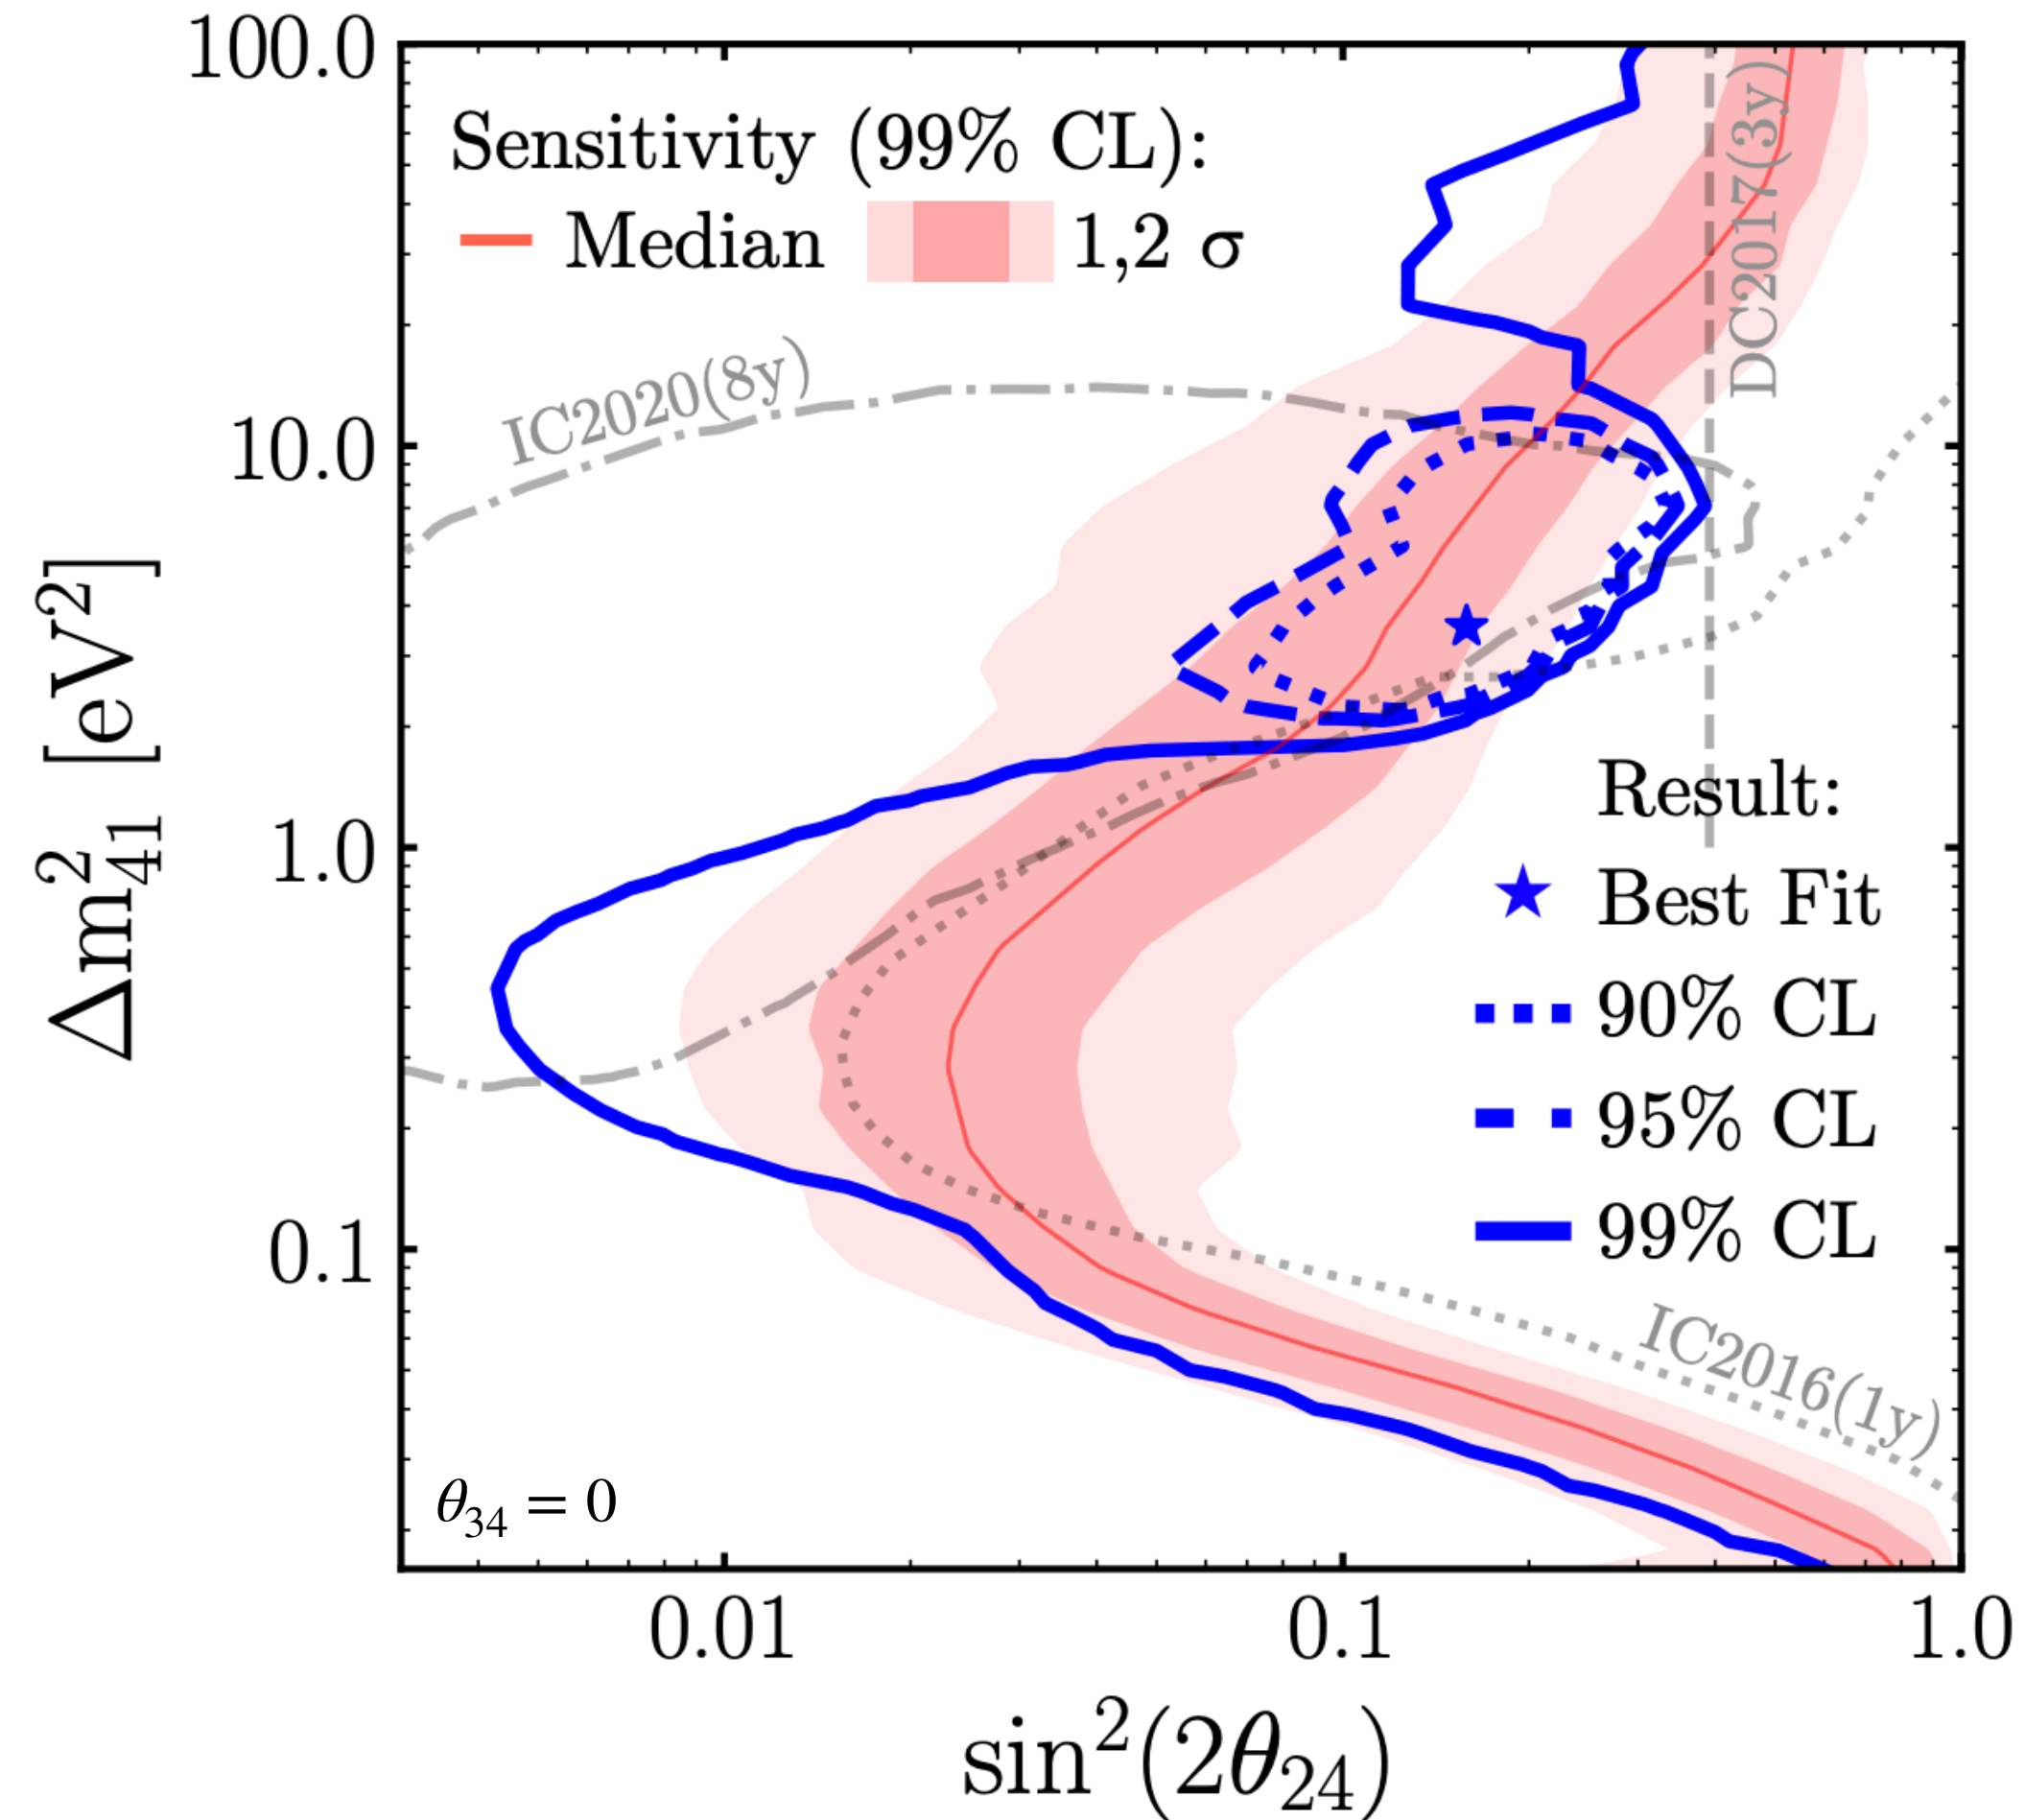 100.0
10.0
1.0
0.1
Δm²₄₁ [eV²]
Sensitivity (99% CL):
Median 1,2 σ
IC2020(8y)
DC2017(3y)
Result:
Best Fit
90% CL
95% CL
99% CL
IC2016(1y)
θ₃₄ = 0
0.01 0.1 1.0
sin²(2θ₂₄)